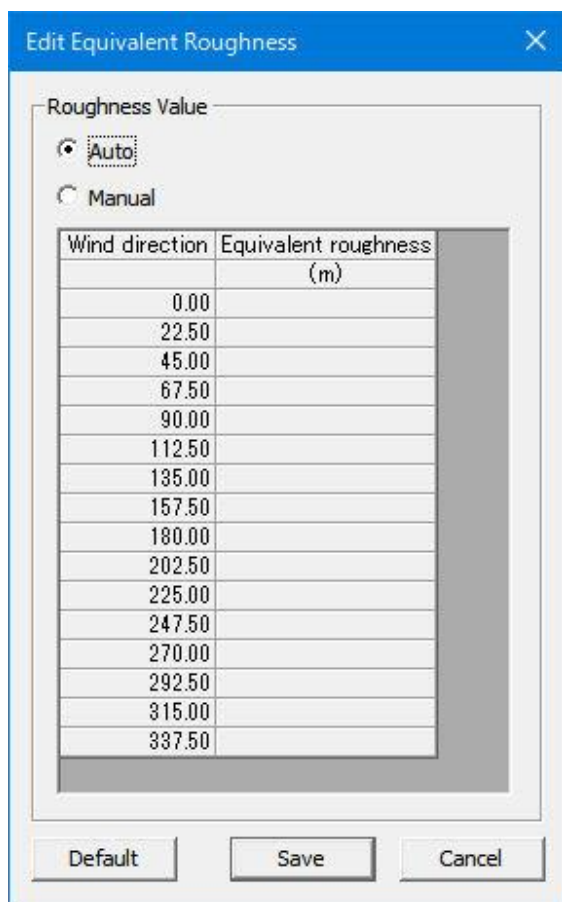 Edit Equivalent Roughness
Roughness Value
Auto
Manual
Wind direction Equivalent roughness
(m)
0.00
22.50
45.00
67.50
90.00
112.50
135.00
157.50
180.00
202.50
225.00
247.50
270.00
292.50
315.00
337.50
Default Save Cancel